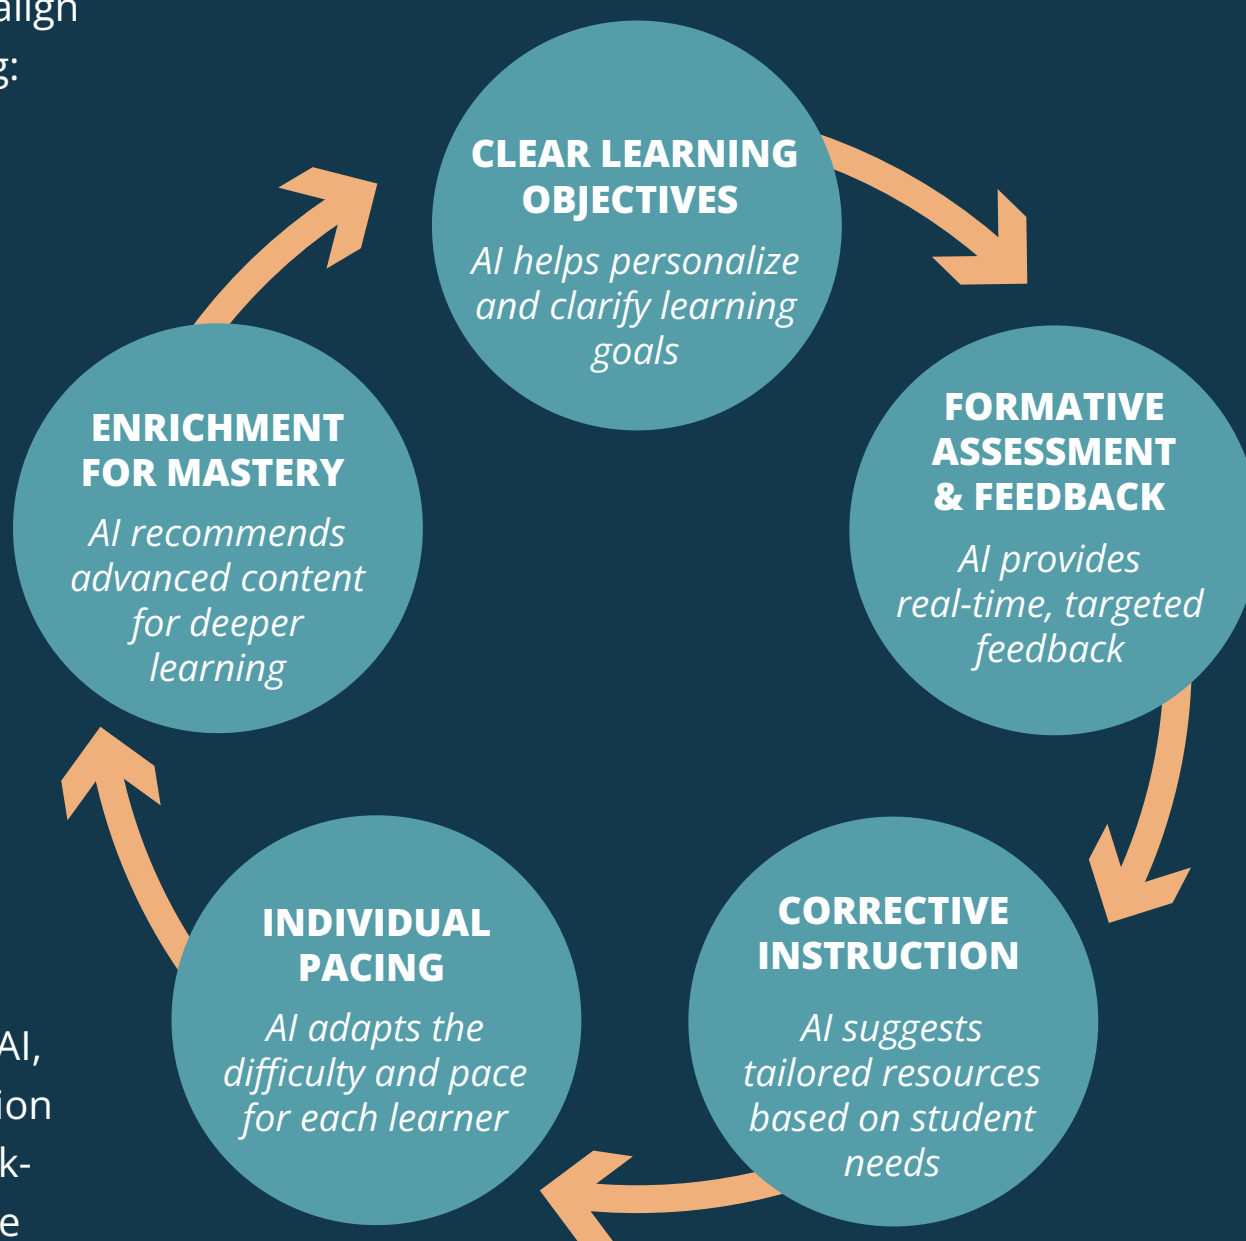 align
g:
CLEAR LEARNING
OBJECTIVES
AI helps personalize
and clarify learning
goals
FORMATIVE
ASSESSMENT
& FEEDBACK
AI provides
real-time, targeted
feedback
CORRECTIVE
INSTRUCTION
AI suggests
tailored resources
based on student
needs
INDIVIDUAL
PACING
AI adapts the
difficulty and pace
for each learner
ENRICHMENT
FOR MASTERY
AI recommends
advanced content
for deeper
learning
AI,
ion
k-
e